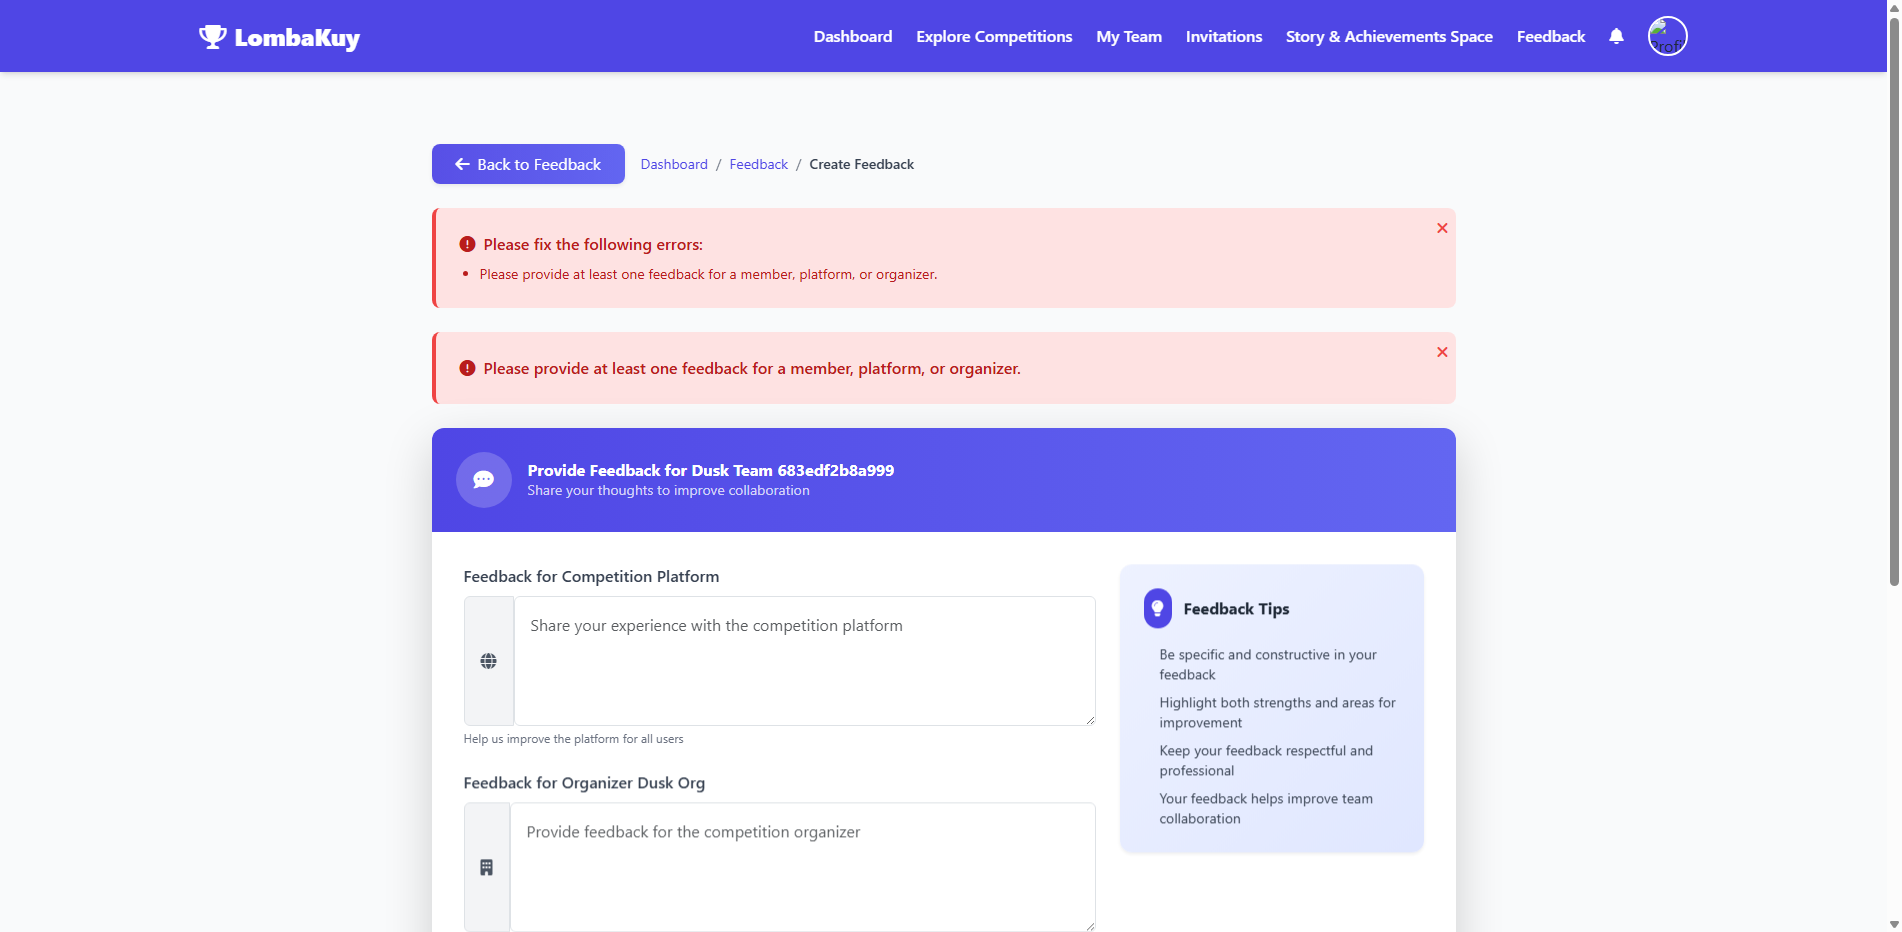 LombaKuy
Dashboard
Explore Competitions
My Team
Invitations
Story & Achievements Space
Feedback
Profi
Back to Feedback
Dashboard / Feedback / Create Feedback
Please fix the following errors:
Please provide at least one feedback for a member, platform, or organizer.
Please provide at least one feedback for a member, platform, or organizer.
Provide Feedback for Dusk Team 683edf2b8a999
Share your thoughts to improve collaboration
Feedback for Competition Platform
Share your experience with the competition platform
Help us improve the platform for all users
Feedback for Organizer Dusk Org
Provide feedback for the competition organizer
Feedback Tips
Be specific and constructive in your
feedback
Highlight both strengths and areas for
improvement
Keep your feedback respectful and
professional
Your feedback helps improve team
collaboration